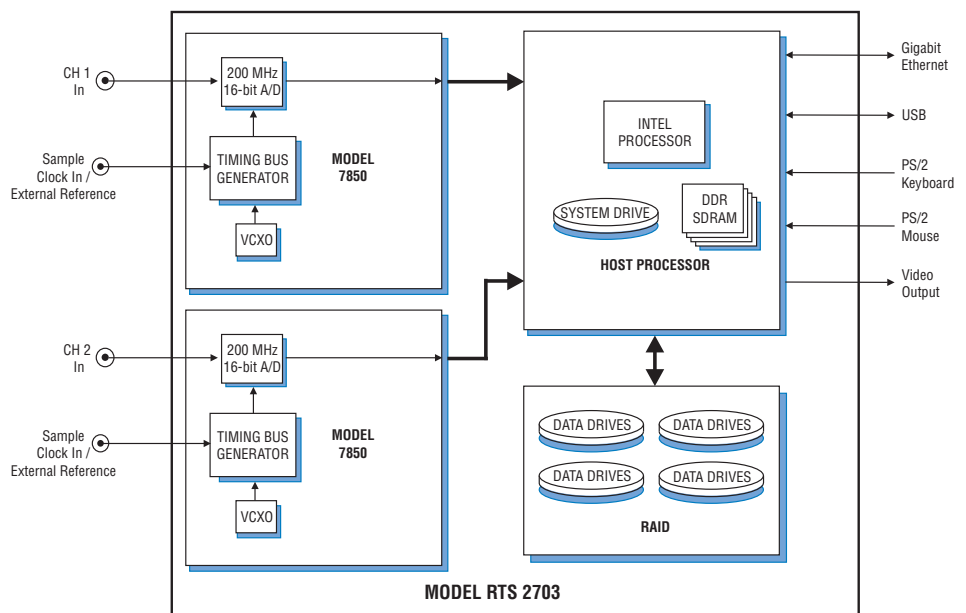 CH 1
In
200 MHz
16-bit A/D
Sample
Clock In /
External Reference
TIMING BUS
GENERATOR
VCXO
MODEL
7850
CH 2
In
200 MHz
16-bit A/D
Sample
Clock In /
External Reference
TIMING BUS
GENERATOR
VCXO
MODEL
7850
INTEL
PROCESSOR
SYSTEM DRIVE
DDR
SDRAM
HOST PROCESSOR
Gigabit
Ethernet
USB
PS/2
Keyboard
PS/2
Mouse
Video
Output
DATA DRIVES
DATA DRIVES
DATA DRIVES
DATA DRIVES
RAID
MODEL RTS 2703